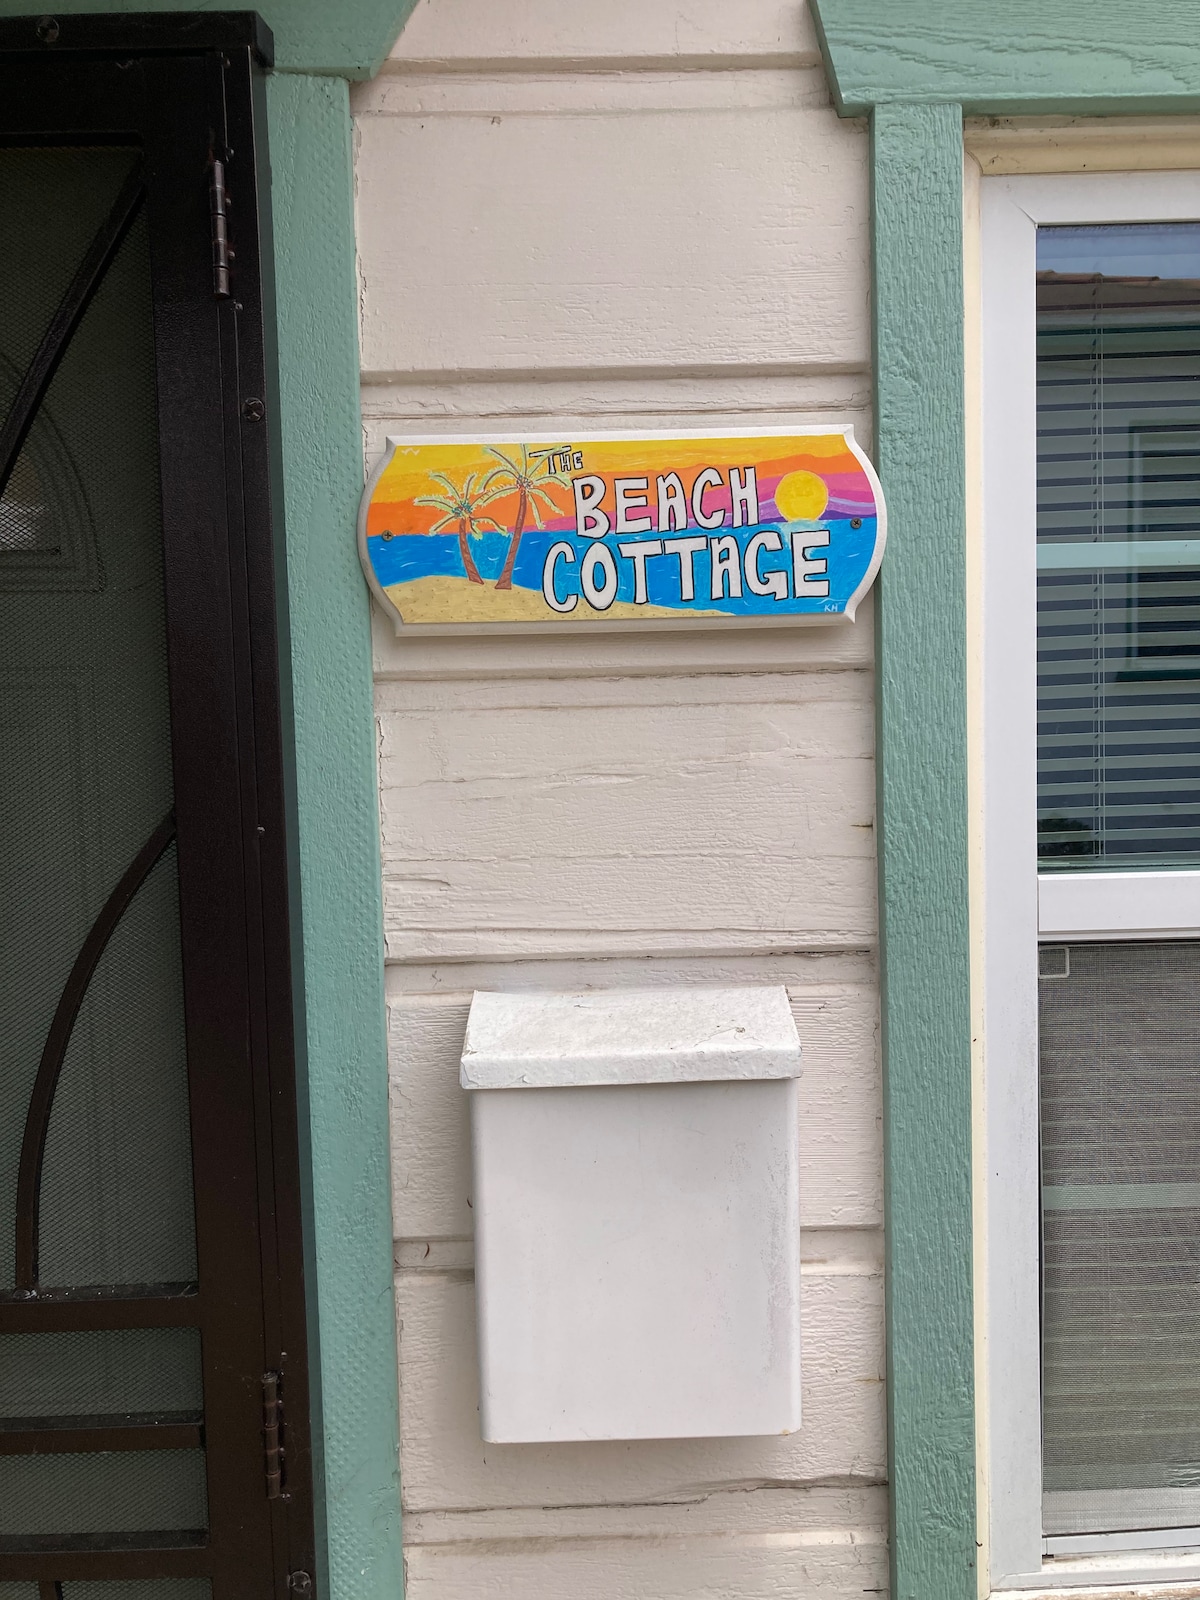 THE
BEACH
COTTAGE
KH